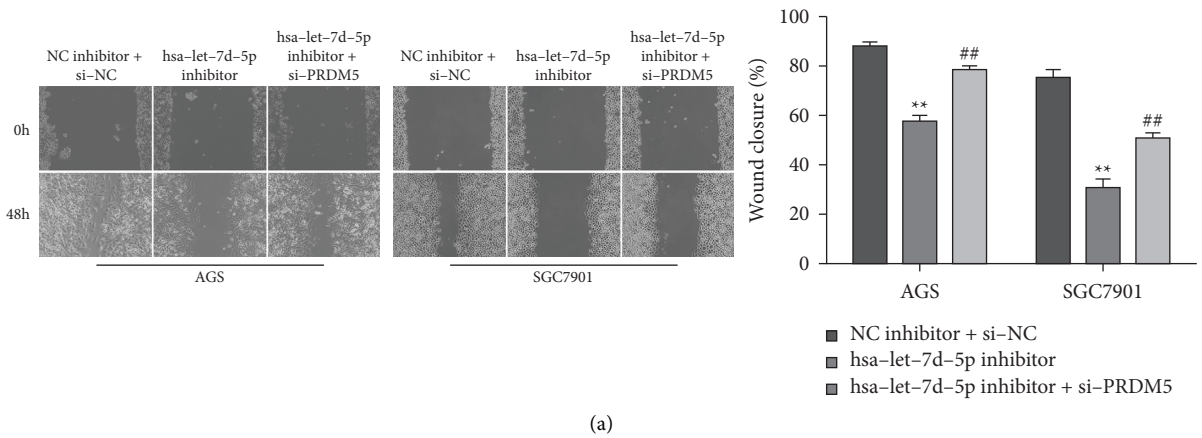 NC inhibitor +
si–NC
hsa–let–7d–5p
inhibitor
hsa–let–7d–5p
inhibitor +
si–PRDM5
NC inhibitor +
si–NC
hsa–let–7d–5p
inhibitor
hsa–let–7d–5p
inhibitor +
si–PRDM5
0h
48h
AGS
SGC7901
Wound closure (%)
100
80
60
40
20
0
**
##
**
##
AGS
SGC7901
NC inhibitor + si–NC
hsa–let–7d–5p inhibitor
hsa–let–7d–5p inhibitor + si–PRDM5
(a)